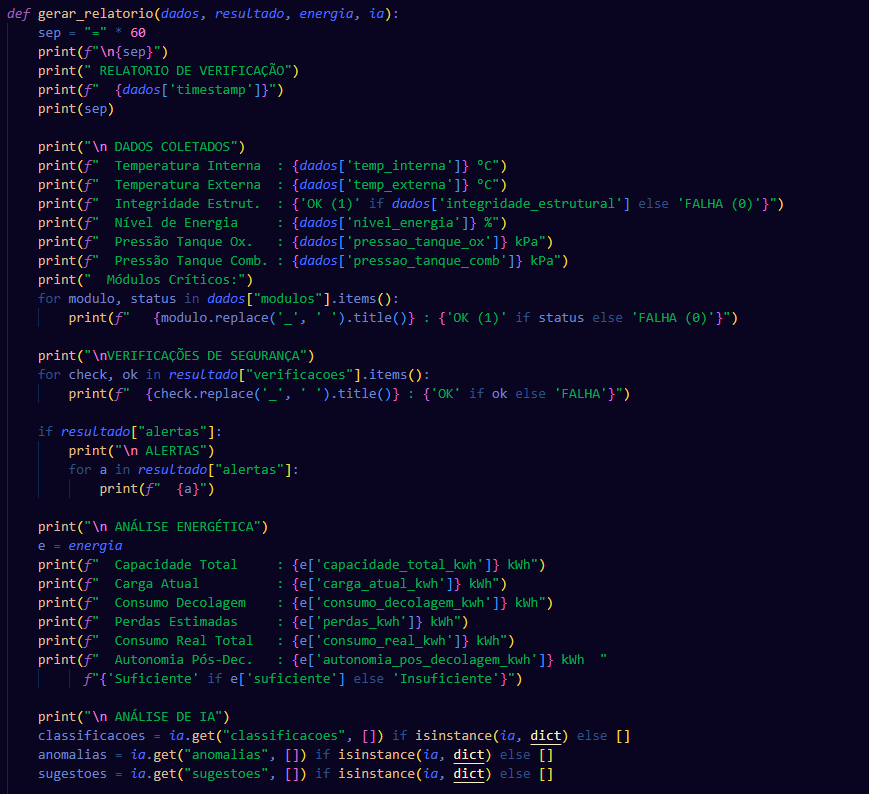 def gerar_relatorio(dados, resultado, energia, ia):
    sep = "=" * 60
    print(f"\n{sep}")
    print(" RELATORIO DE VERIFICAÇÃO")
    print(f"  {dados['timestamp']}")
    print(sep)

    print("\n DADOS COLETADOS")
    print(f"  Temperatura Interna  : {dados['temp_interna']} °C")
    print(f"  Temperatura Externa  : {dados['temp_externa']} °C")
    print(f"  Integridade Estrut.  : {'OK (1)' if dados['integridade_estrutural'] else 'FALHA (0)'}")
    print(f"  Nível de Energia     : {dados['nivel_energia']} %")
    print(f"  Pressão Tanque Ox.   : {dados['pressao_tanque_ox']} kPa")
    print(f"  Pressão Tanque Comb. : {dados['pressao_tanque_comb']} kPa")
    print("  Módulos Críticos:")
    for modulo, status in dados["modulos"].items():
        print(f"   {modulo.replace('_', ' ').title()} : {'OK (1)' if status else 'FALHA (0)'}")

    print("\nVERIFICAÇÕES DE SEGURANÇA")
    for check, ok in resultado["verificacoes"].items():
        print(f"  {check.replace('_', ' ').title()} : {'OK' if ok else 'FALHA'}")

    if resultado["alertas"]:
        print("\n ALERTAS")
        for a in resultado["alertas"]:
            print(f"  {a}")

    print("\n ANÁLISE ENERGÉTICA")
    e = energia
    print(f"  Capacidade Total     : {e['capacidade_total_kwh']} kWh")
    print(f"  Carga Atual          : {e['carga_atual_kwh']} kWh")
    print(f"  Consumo Decolagem    : {e['consumo_decolagem_kwh']} kWh")
    print(f"  Perdas Estimadas     : {e['perdas_kwh']} kWh")
    print(f"  Consumo Real Total   : {e['consumo_real_kwh']} kWh")
    print(f"  Autonomia Pós-Dec.   : {e['autonomia_pos_decolagem_kwh']} kWh  "
          f"{'Suficiente' if e['suficiente'] else 'Insuficiente'}")

    print("\n ANÁLISE DE IA")
    classificacoes = ia.get("classificacoes", []) if isinstance(ia, dict) else []
    anomalias = ia.get("anomalias", []) if isinstance(ia, dict) else []
    sugestoes = ia.get("sugestoes", []) if isinstance(ia, dict) else []